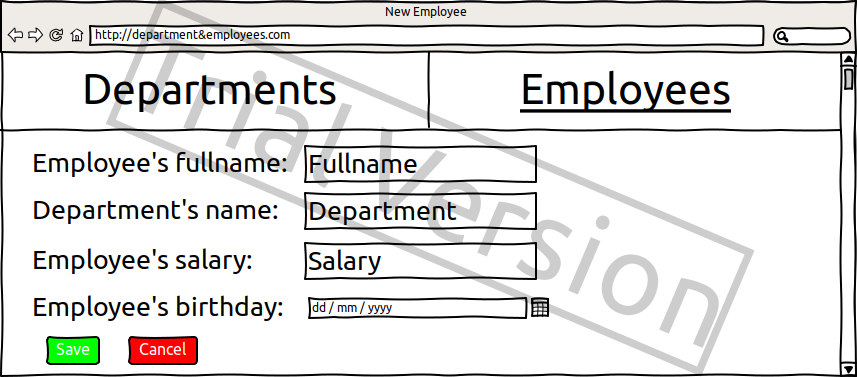 New Employee
http://department&employees.com
Departments
Employees
Employee's fullname: Fullname
Department's name: Department
Employee's salary: Salary
Employee's birthday: dd / mm / yyyy
Save Cancel
Trial Version